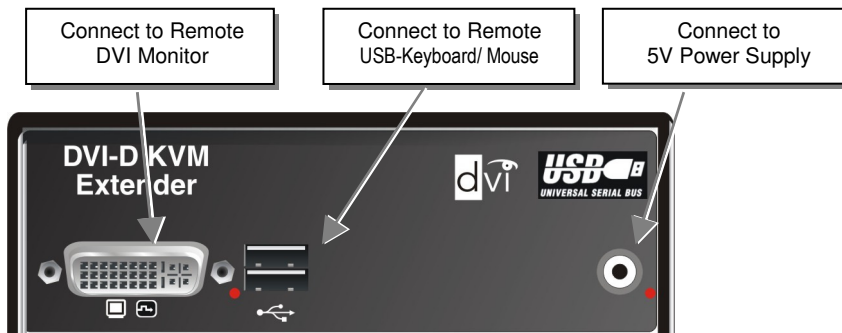 Connect to Remote
DVI Monitor
Connect to Remote
USB-Keyboard/ Mouse
Connect to
5V Power Supply
DVI-D KVM
Extender
dvi
USB
UNIVERSAL SERIAL BUS